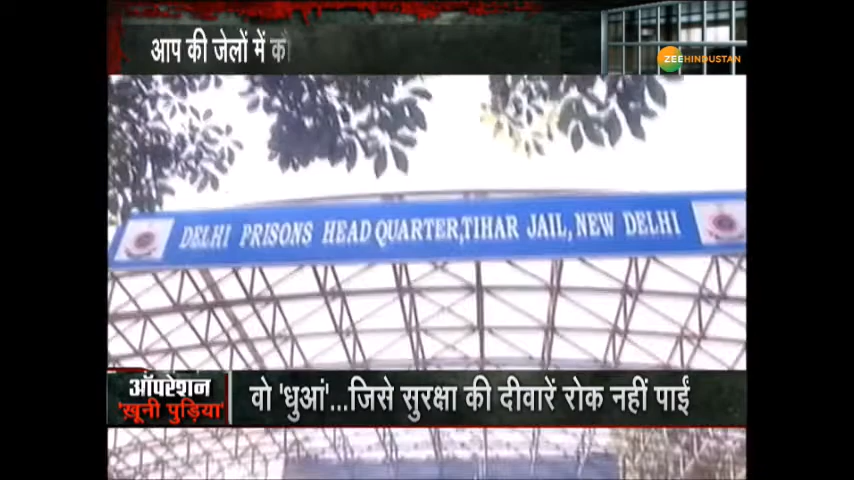 आप की जेलों में
ZEEHINDUSTAN
DELHI PRISONS HEAD QUARTER,TIHAR JAIL,NEW DELHI
ऑपरेशन
'खूनी पुड़िया'
वो 'धुआं'...जिसे सुरक्षा की दीवारें रोक नहीं पाईं